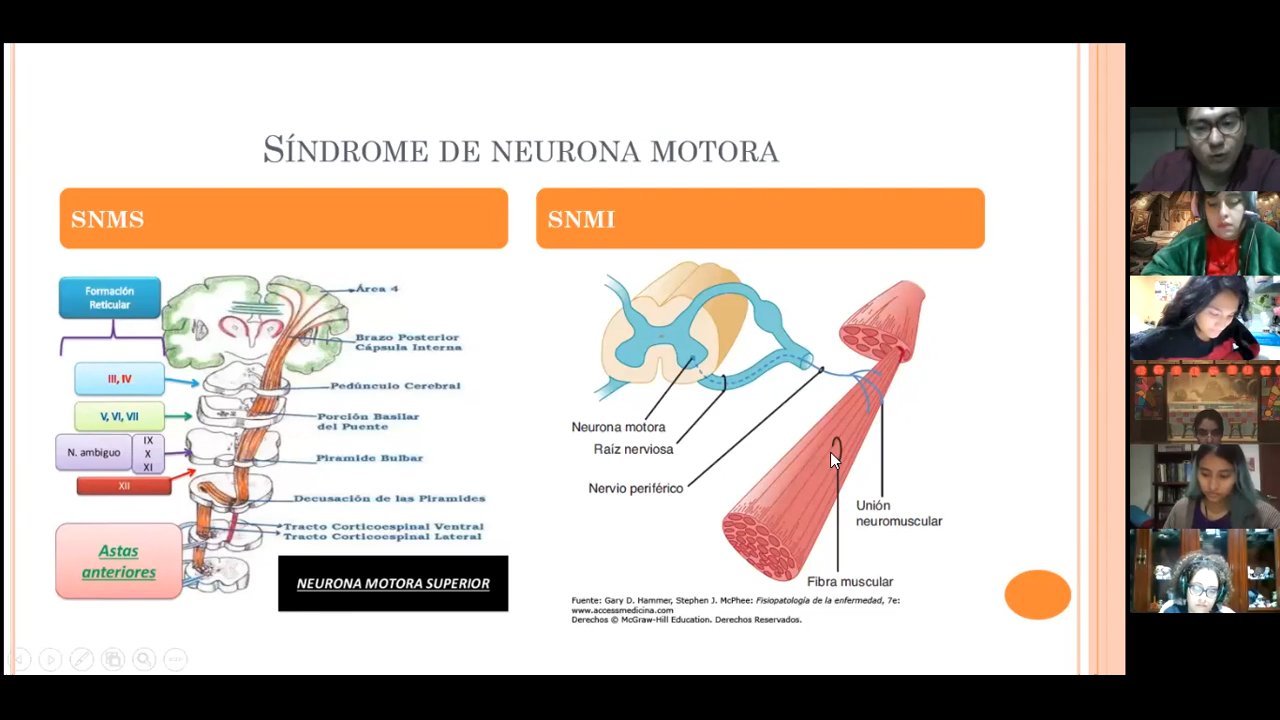 SÍNDROME DE NEURONA MOTORA
SNMS
SNMI
Formación
Reticular
III, IV
V, VI, VII
N. ambiguo
IX
X
XI
XII
Astas
anteriores
Área 4
Brazo Posterior
Cápsula Interna
Pedúnculo Cerebral
Porción Basilar
del Puente
Piramide Bulbar
Decusación de las Piramides
Tracto Corticoespinal Ventral
Tracto Corticoespinal Lateral
NEURONA MOTORA SUPERIOR
Neurona motora
Raíz nerviosa
Nervio periférico
Unión
neuromuscular
Fibra muscular
Fuente: Gary D. Hammer, Stephen J. McPhee: Fisiopatología de la enfermedad, 7e:
www.accessmedicina.com
Derechos © McGraw-Hill Education. Derechos Reservados.